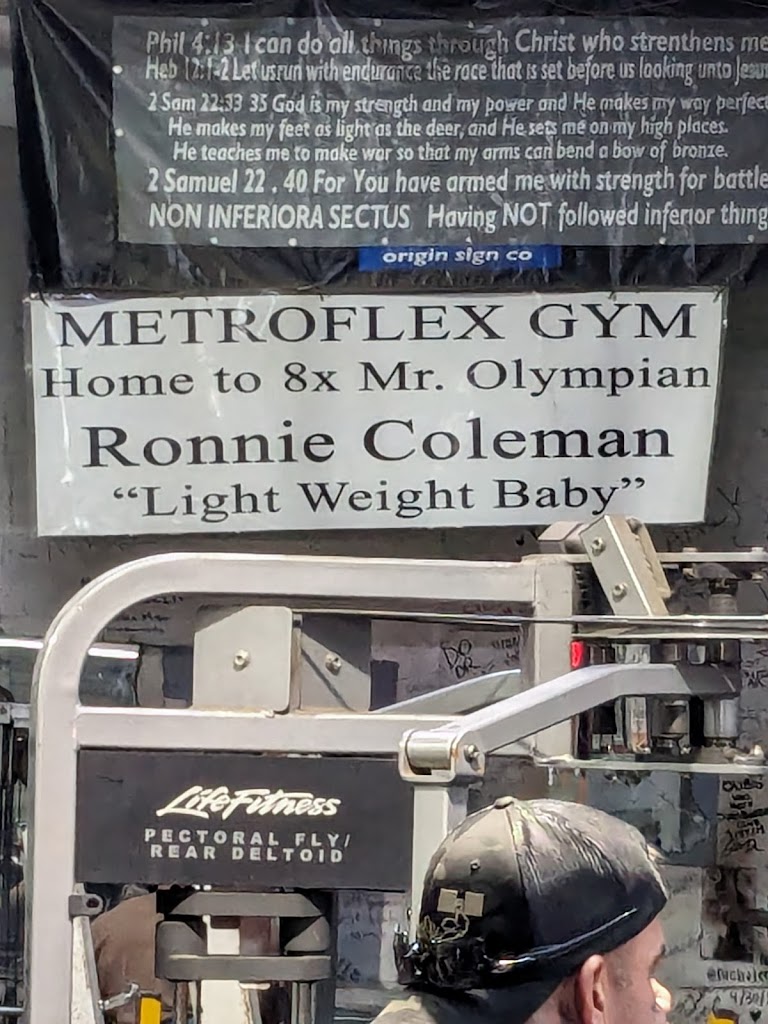 Phil 4:13 I can do all things through Christ who strenthens me
Heb 12:1-2 Let us run with endurance the race that is set before us looking unto Jesus
2 Sam 22:33 35 God is my strength and my power and He makes my way perfect
He makes my feet as light as the deer, and He sets me on my high places.
He teaches me to make war so that my arms can bend a bow of bronze.
2 Samuel 22 . 40 For You have armed me with strength for battle
NON INFERIORA SECTUS Having NOT followed inferior thing
origin sign co
METROFLEX GYM
Home to 8x Mr. Olympian
Ronnie Coleman
“Light Weight Baby”
LifeFitness
PECTORAL FLY/
REAR DELTOID